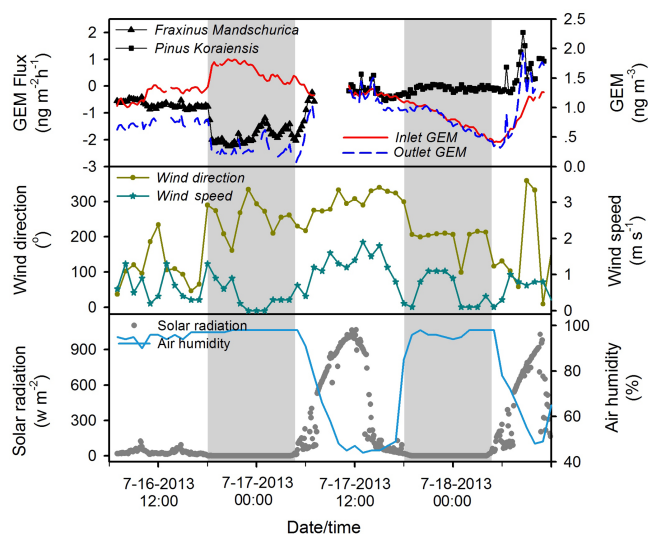 Fraxinus Mandschurica
Pinus Koraiensis
Inlet GEM
Outlet GEM
GEM Flux
(ng m-2h-1)
2
1
0
-1
-2
-3
2.5
2.0
1.5
1.0
.5
0.0
GEM
(ng m-3)
Wind direction
Wind speed
Wind direction
(o)
300
200
100
0
3
2
1
0
Wind speed
(m s-1)
Solar radiation
Air humidity
Solar radiation
(w m-2)
900
600
300
0
100
80
60
40
Air humidity
(%)
7-16-2013
12:00
7-17-2013
00:00
7-17-2013
12:00
7-18-2013
00:00
Date/time